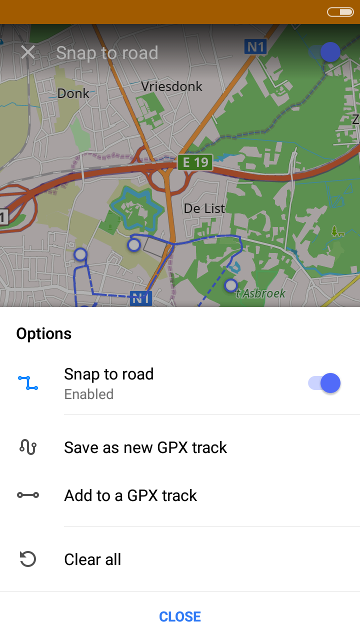 Snap to road
N1
Donk
Vriesdonk
E 19
De List
1
N1
't Asbroek
Options
Snap to road
Enabled
Save as new GPX track
Add to a GPX track
Clear all
CLOSE